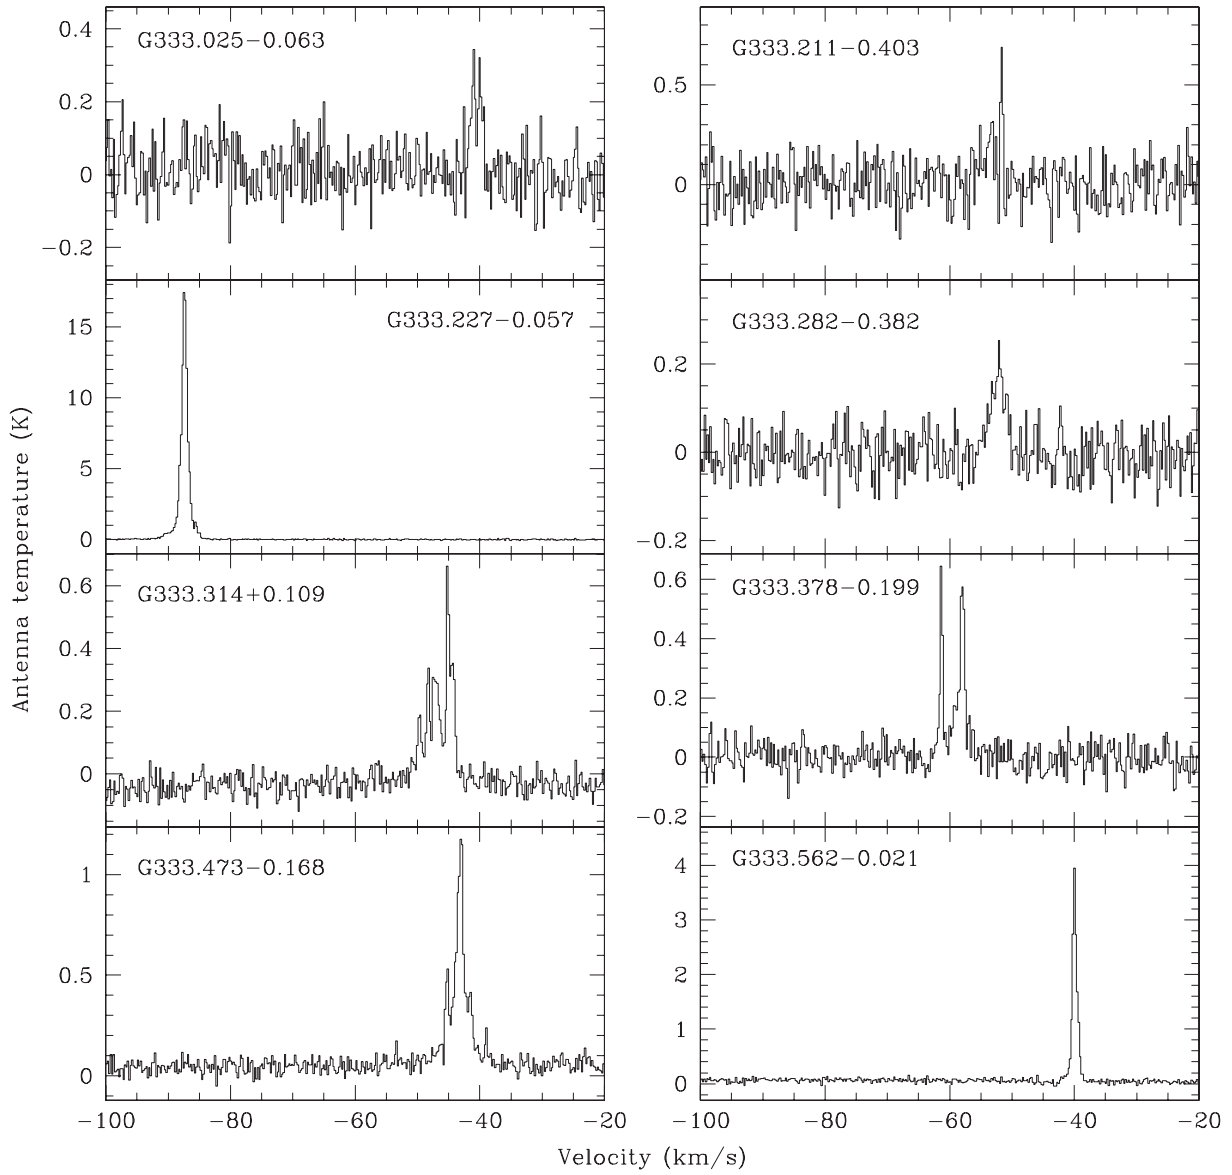 G333.025−0.063
0.4
0.2
0
−0.2
G333.211−0.403
0.5
0
G333.227−0.057
15
10
5
0
G333.282−0.382
0.2
0
−0.2
G333.314+0.109
0.6
0.4
0.2
0
G333.378−0.199
0.6
0.4
0.2
0
−0.2
G333.473−0.168
1
0.5
0
G333.562−0.021
4
3
2
1
0
−100 −80 −60 −40 −20
−100 −80 −60 −40 −20
Antenna temperature (K)
Velocity (km/s)